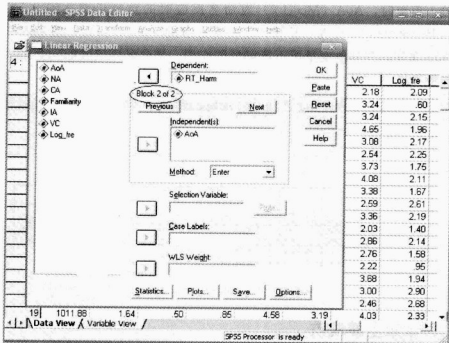 Untitled - SPSS Data Editor
Linear Regression
4 :
AoA
NA
CA
Familiarity
IA
VC
Log_fre
Dependent:
RT_Ham
Block 2 of 2
Previous
Next
Independent(s):
AoA
Method:
Enter
Selection Variable:
Case Labels:
WLS Weight:
Statistics...
Plots...
Save...
Options...
OK
Paste
Reset
Cancel
Help
VC Log_fre
2.18 2.09
3.24 .60
3.24 2.15
4.65 1.96
3.08 2.17
2.54 2.25
3.73 1.75
4.08 2.11
3.38 1.67
2.59 2.61
3.36 2.19
2.03 1.40
2.86 2.14
2.76 1.58
2.22 .95
3.68 1.94
3.00 2.90
2.46 2.68
19 1011.88 1.64 .50 .85 4.58 3.19 4.03 2.33
Data View
Variable View
SPSS Processor is ready